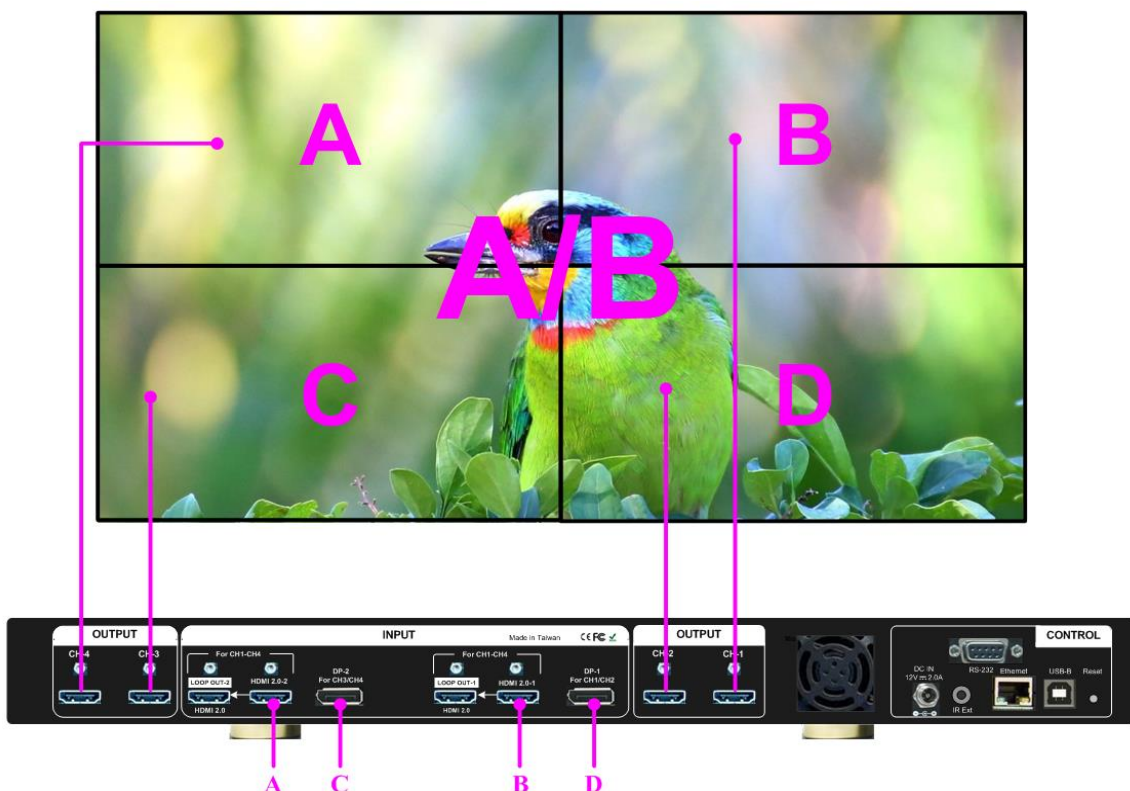 A
B
A/B
C
D
OUTPUT
INPUT
Made in Taiwan
CE FC
OUTPUT
CONTROL
CH-4
CH-3
For CH1-CH4
For CH1-CH4
CH-2
CH-1
LOOP OUT-2
HDMI 2.0-2
DP-2
For CH3/CH4
LOOP OUT-1
HDMI 2.0-1
DP-1
For CH1/CH2
HDMI 2.0
HDMI 2.0
DC IN
12V⎓2.0A
RS-232
Ethernet
USB-B
Reset
IR Ext
A
C
B
D